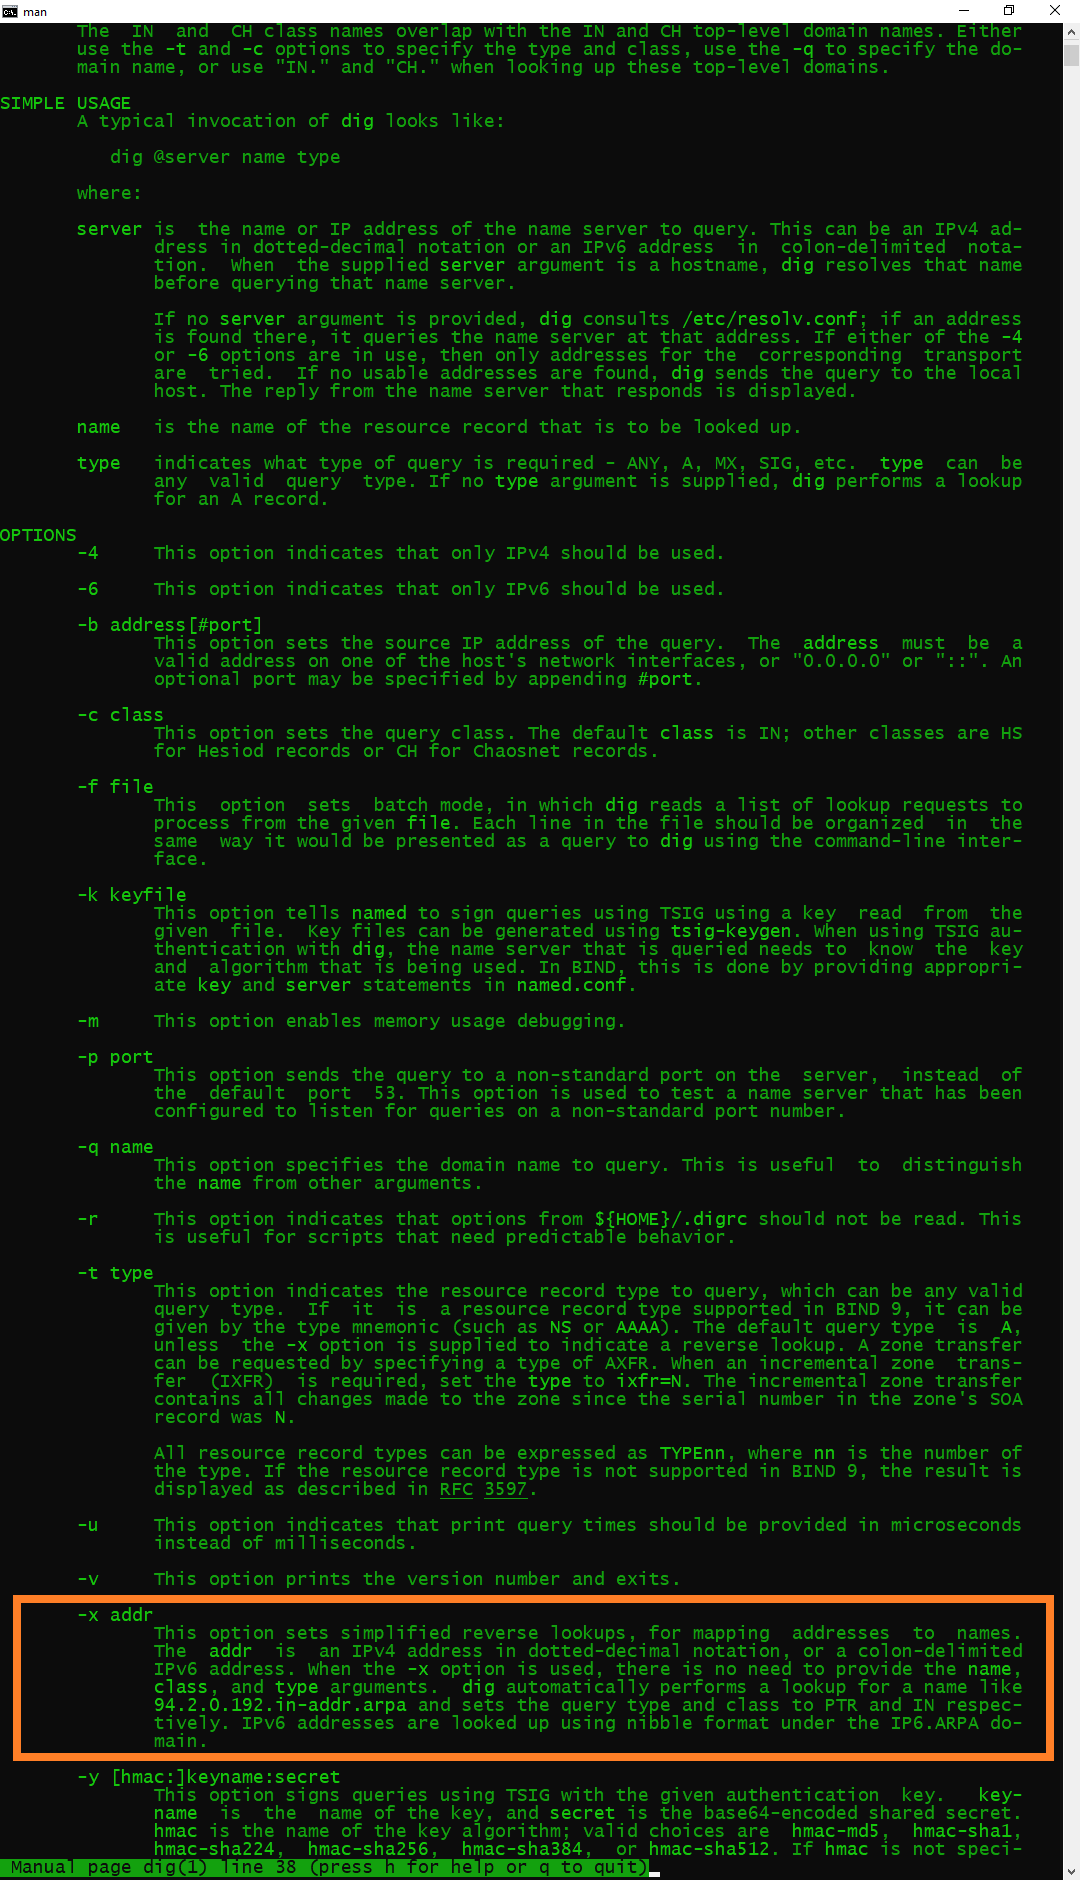 man
The IN and CH class names overlap with the IN and CH top-level domain names. Either
use the -t and -c options to specify the type and class, use the -q to specify the do-
main name, or use "IN." and "CH." when looking up these top-level domains.
SIMPLE USAGE
A typical invocation of dig looks like:
dig @server name type
where:
server is the name or IP address of the name server to query. This can be an IPv4 ad-
dress in dotted-decimal notation or an IPv6 address in colon-delimited nota-
tion. When the supplied server argument is a hostname, dig resolves that name
before querying that name server.
If no server argument is provided, dig consults /etc/resolv.conf; if an address
is found there, it queries the name server at that address. If either of the -4
or -6 options are in use, then only addresses for the corresponding transport
are tried. If no usable addresses are found, dig sends the query to the local
host. The reply from the name server that responds is displayed.
name is the name of the resource record that is to be looked up.
type indicates what type of query is required - ANY, A, MX, SIG, etc. type can be
any valid query type. If no type argument is supplied, dig performs a lookup
for an A record.
OPTIONS
-4 This option indicates that only IPv4 should be used.
-6 This option indicates that only IPv6 should be used.
-b address[#port]
This option sets the source IP address of the query. The address must be a
valid address on one of the host's network interfaces, or "0.0.0.0" or "::". An
optional port may be specified by appending #port.
-c class
This option sets the query class. The default class is IN; other classes are HS
for Hesiod records or CH for Chaosnet records.
-f file
This option sets batch mode, in which dig reads a list of lookup requests to
process from the given file. Each line in the file should be organized in the
same way it would be presented as a query to dig using the command-line inter-
face.
-k keyfile
This option tells named to sign queries using TSIG using a key read from the
given file. Key files can be generated using tsig-keygen. When using TSIG au-
thentication with dig, the name server that is queried needs to know the key
and algorithm that is being used. In BIND, this is done by providing appropri-
ate key and server statements in named.conf.
-m This option enables memory usage debugging.
-p port
This option sends the query to a non-standard port on the server, instead of
the default port 53. This option is used to test a name server that has been
configured to listen for queries on a non-standard port number.
-q name
This option specifies the domain name to query. This is useful to distinguish
the name from other arguments.
-r This option indicates that options from ${HOME}/.digrc should not be read. This
is useful for scripts that need predictable behavior.
-t type
This option indicates the resource record type to query, which can be any valid
query type. If it is a resource record type supported in BIND 9, it can be
given by the type mnemonic (such as NS or AAAA). The default query type is A,
unless the -x option is supplied to indicate a reverse lookup. A zone transfer
can be requested by specifying a type of AXFR. When an incremental zone trans-
fer (IXFR) is required, set the type to ixfr=N. The incremental zone transfer
contains all changes made to the zone since the serial number in the zone's SOA
record was N.
All resource record types can be expressed as TYPEnn, where nn is the number of
the type. If the resource record type is not supported in BIND 9, the result is
displayed as described in RFC 3597.
-u This option indicates that print query times should be provided in microseconds
instead of milliseconds.
-v This option prints the version number and exits.
-x addr
This option sets simplified reverse lookups, for mapping addresses to names.
The addr is an IPv4 address in dotted-decimal notation, or a colon-delimited
IPv6 address. When the -x option is used, there is no need to provide the name,
class, and type arguments. dig automatically performs a lookup for a name like
94.2.0.192.in-addr.arpa and sets the query type and class to PTR and IN respec-
tively. IPv6 addresses are looked up using nibble format under the IP6.ARPA do-
main.
-y [hmac:]keyname:secret
This option signs queries using TSIG with the given authentication key. key-
name is the name of the key, and secret is the base64-encoded shared secret.
hmac is the name of the key algorithm; valid choices are hmac-md5, hmac-sha1,
hmac-sha224, hmac-sha256, hmac-sha384, or hmac-sha512. If hmac is not speci-
Manual page dig(1) line 38 (press h for help or q to quit)